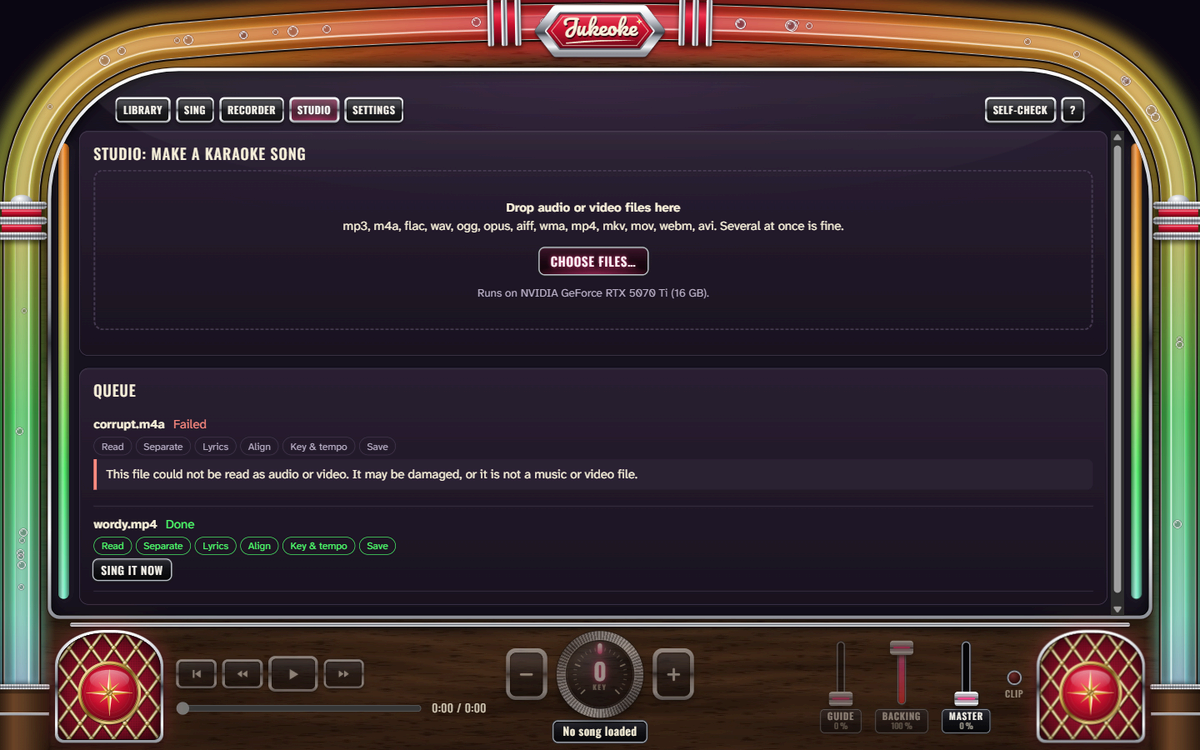 Jukeoke
LIBRARY SING RECORDER STUDIO SETTINGS SELF-CHECK ?
STUDIO: MAKE A KARAOKE SONG
Drop audio or video files here
mp3, m4a, flac, wav, ogg, opus, aiff, wma, mp4, mkv, mov, webm, avi. Several at once is fine.
CHOOSE FILES...
Runs on NVIDIA GeForce RTX 5070 Ti (16 GB).
QUEUE
corrupt.m4a Failed
Read Separate Lyrics Align Key & tempo Save
This file could not be read as audio or video. It may be damaged, or it is not a music or video file.
wordy.mp4 Done
Read Separate Lyrics Align Key & tempo Save
SING IT NOW
0
KEY
0:00 / 0:00
CLIP
GUIDE BACKING MASTER
0 % 100 % 0 %
No song loaded